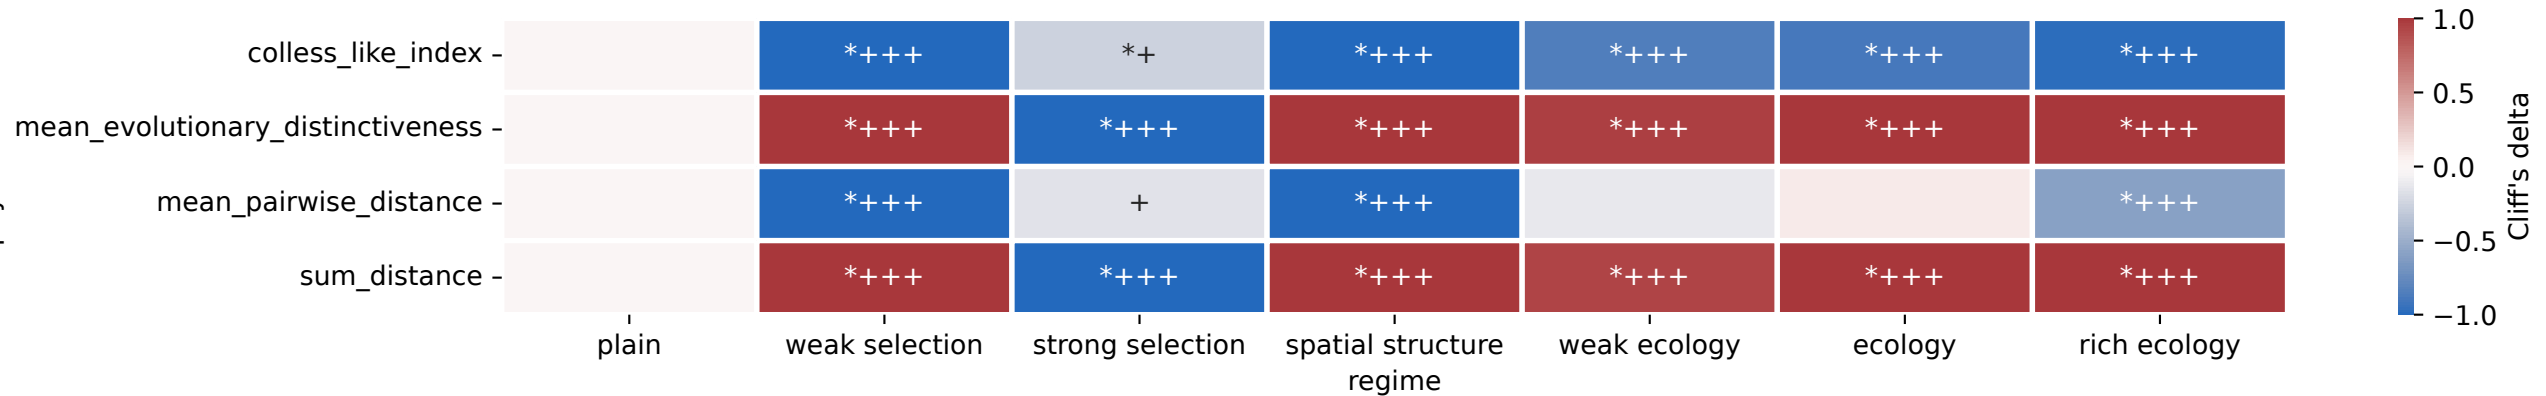 colless_like_index
*+++
*+
*+++
*+++
*+++
*+++
mean_evolutionary_distinctiveness
*+++
*+++
*+++
*+++
*+++
*+++
mean_pairwise_distance
*+++
+
*+++
*+++
sum_distance
*+++
*+++
*+++
*+++
*+++
*+++
plain
weak selection
strong selection
spatial structure
weak ecology
ecology
rich ecology
regime
1.0
0.5
0.0
−0.5
−1.0
Cliff's delta